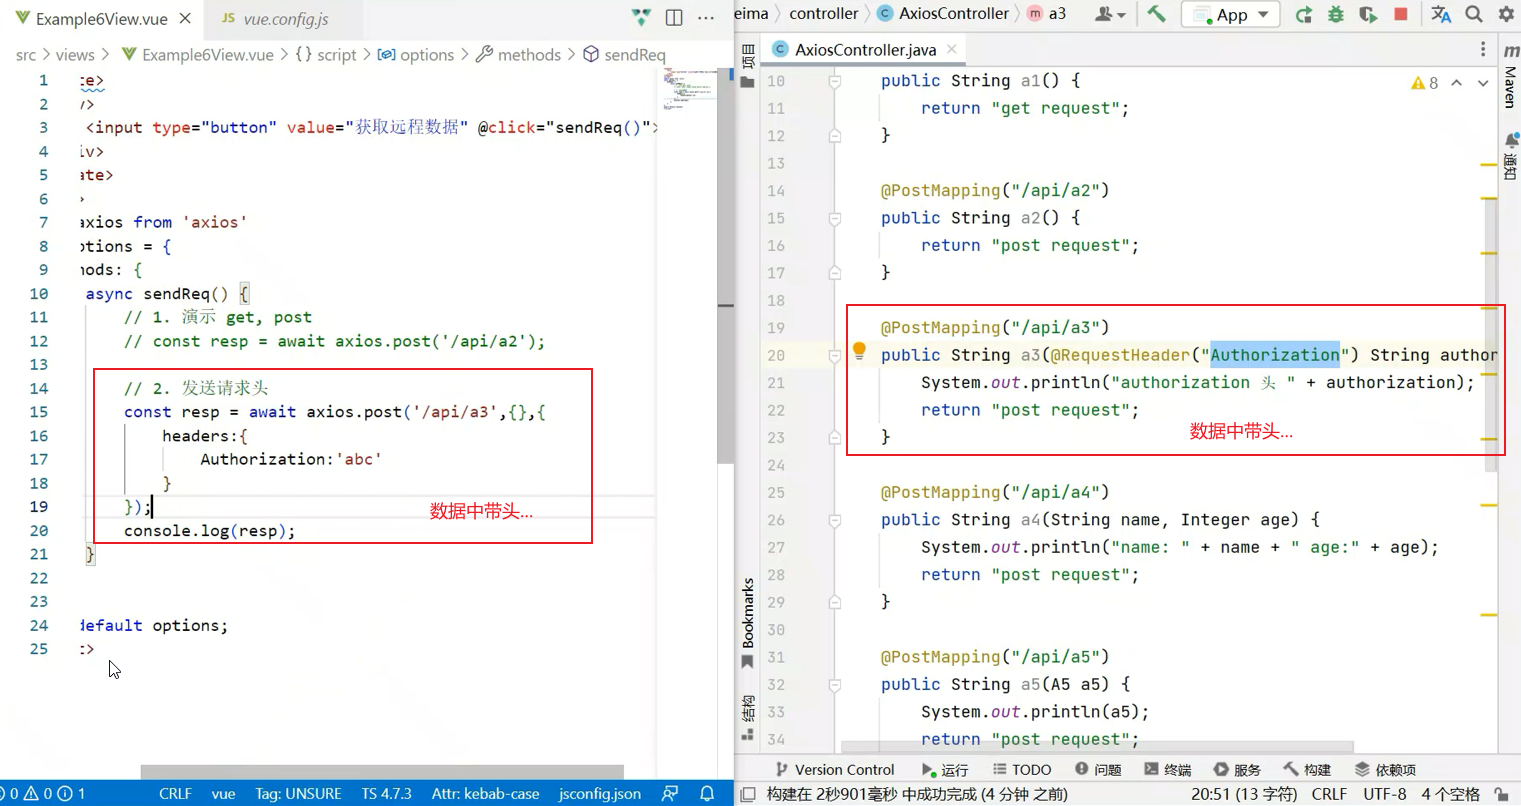 Example6View.vue
JS vue.config.js
src > views > Example6View.vue > {} script > options > methods > sendReq
1 te>
2 v>
3 <input type="button" value="获取远程数据" @click="sendReq()">
4 iv>
5 ate>
6 >
7 axios from 'axios'
8 ptions = {
9 hods: {
10 async sendReq() {
11 // 1. 演示 get, post
12 // const resp = await axios.post('/api/a2');
13
14 // 2. 发送请求头
15 const resp = await axios.post('/api/a3',{},{
16 headers:{
17 Authorization:'abc'
18 }
19 });
数据中带头...
20 console.log(resp);
21 }
22
23
24 default options;
25 t>
0 0 1 CRLF vue Tag: UNSURE TS 4.7.3 Attr: kebab-case jsconfig.json
eima controller C AxiosController m a3 App
项目
C AxiosController.java
8
10 public String a1() {
11 return "get request";
12 }
13
14 @PostMapping("/api/a2")
15 public String a2() {
16 return "post request";
17 }
18
19 @PostMapping("/api/a3")
20 public String a3(@RequestHeader("Authorization") String author
21 System.out.println("authorization 头 " + authorization);
22 return "post request";
数据中带头...
23 }
24
25 @PostMapping("/api/a4")
26 public String a4(String name, Integer age) {
27 System.out.println("name: " + name + " age:" + age);
28 return "post request";
29 }
30
31 @PostMapping("/api/a5")
32 public String a5(A5 a5) {
33 System.out.println(a5);
34 return "post request";
Bookmarks
结构
m
Maven
通知
Version Control 运行 TODO 问题 终端 服务 构建 依赖项
构建在 2秒901毫秒 中成功完成 (4 分钟 之前) 20:51 (13 字符) CRLF UTF-8 4 个空格